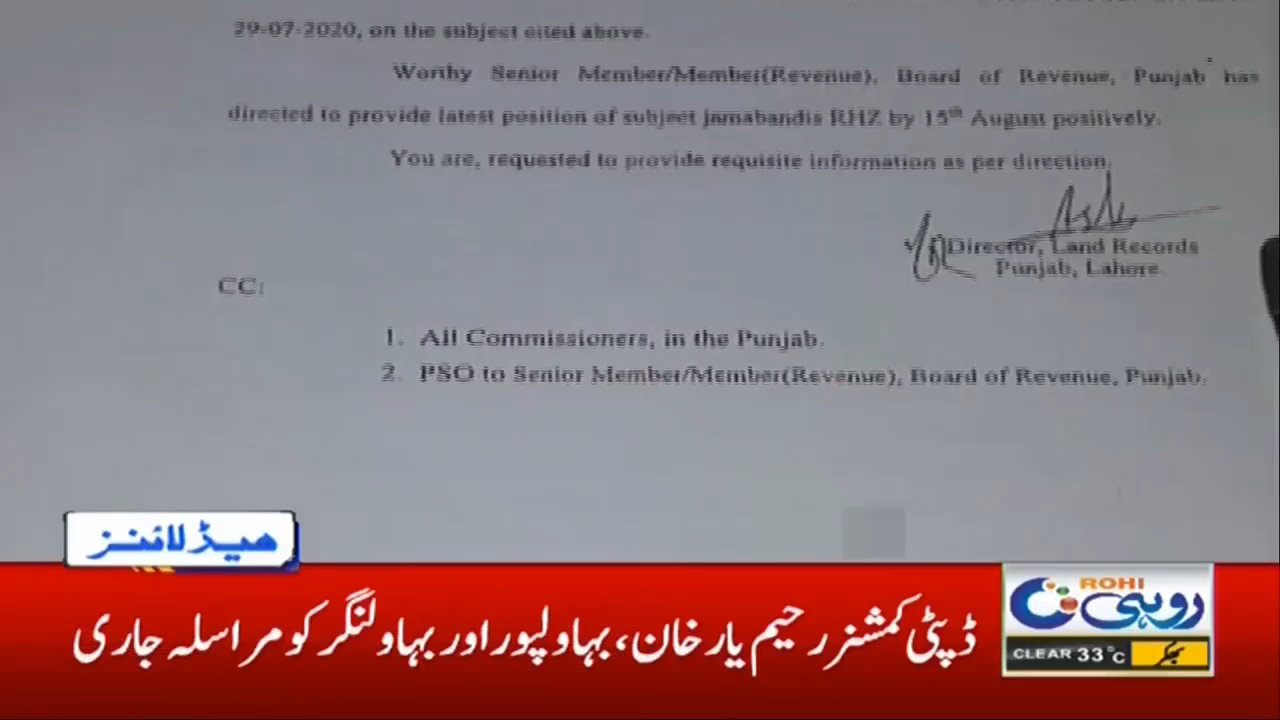 29-07-2020, on the subject cited above.
Worthy Senior Member/Member(Revenue), Board of Revenue, Punjab has
directed to provide latest position of subject jamabandis RHZ by 15th August positively.
You are, requested to provide requisite information as per direction.
Director, Land Records
Punjab, Lahore
CC:
1. All Commissioners, in the Punjab.
2. PSO to Senior Member/Member(Revenue), Board of Revenue, Punjab.
ہیڈ لائنز
ڈپٹی کمشنر رحیم یار خان، بہاولپور اور بہاولنگر کو مراسلہ جاری
ROHI
روہی
CLEAR 33°C
بھکر